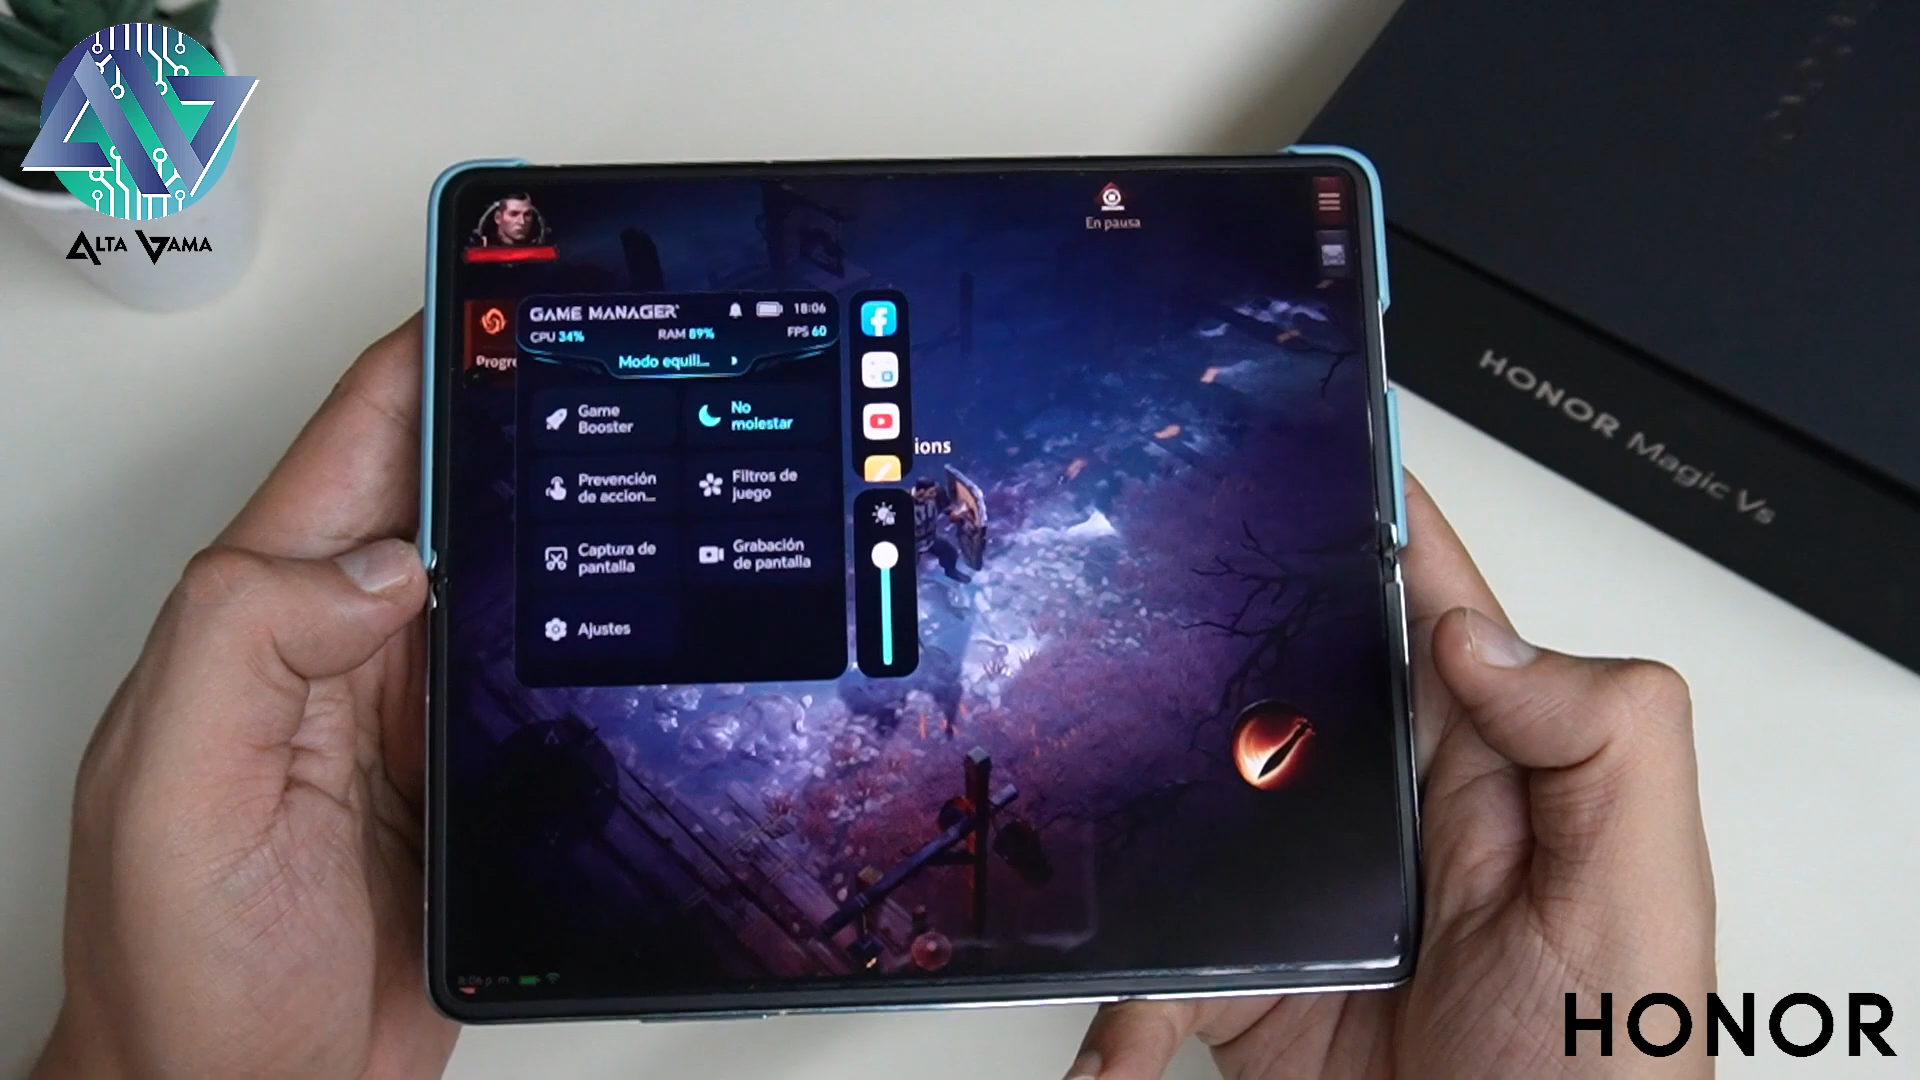 ALTA GAMA
En pausa
GAME MANAGER
18:06
CPU 34%
RAM 89%
FPS 60
Progre
Modo equili...
Game
Booster
No
molestar
Prevención
de accion...
Filtros de
juego
ions
Captura de
pantalla
Grabación
de pantalla
Ajustes
HONOR Magic Vs
8:06 p. m.
HONOR